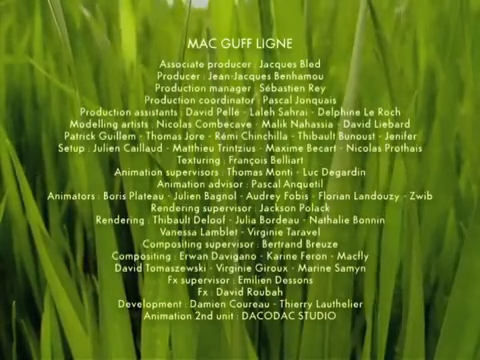 MAC GUFF LIGNE
Associate producer : Jacques Bled
Producer : Jean-Jacques Benhamou
Production manager : Sébastien Rey
Production coordinator : Pascal Jonquais
Production assistants : David Pellé - Laleh Sahrai - Delphine Le Roch
Modelling artists : Nicolas Combecave - Malik Nahassia - David Liebard
Patrick Guillem - Thomas Jore - Rémi Chinchilla - Thibault Bunoust - Jenifer
Setup : Julien Caillaud - Matthieu Trintzius - Maxime Becart - Nicolas Prothais
Texturing : François Belliart
Animation supervisors : Thomas Monti - Luc Degardin
Animation advisor : Pascal Anquetil
Animators : Boris Plateau - Julien Bagnol - Audrey Fobis - Florian Landouzy - Zwib
Rendering supervisor : Jackson Polack
Rendering : Thibault Deloof - Julia Bordeau - Nathalie Bonnin
Vanessa Lamblet - Virginie Taravel
Compositing supervisor : Bertrand Breuze
Compositing : Erwan Davigano - Karine Feron - Macfly
David Tomaszewski - Virginie Giroux - Marine Samyn
Fx supervisor : Emilien Dessons
Fx : David Roubah
Development : Damien Coureau - Thierry Lauthelier
Animation 2nd unit : DACODAC STUDIO